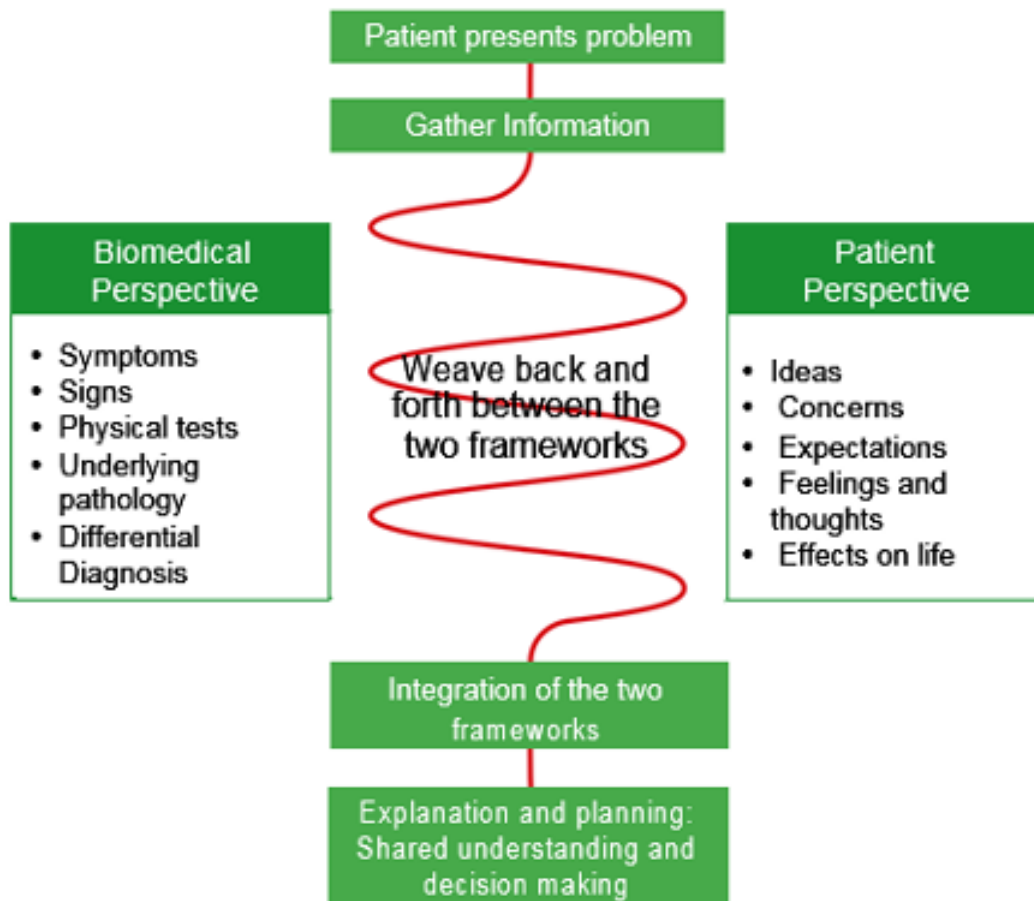 Patient presents problem
Gather Information
Biomedical
Perspective
• Symptoms
• Signs
• Physical tests
• Underlying
pathology
• Differential
Diagnosis
Weave back and
forth between the
two frameworks
Patient
Perspective
• Ideas
• Concerns
• Expectations
• Feelings and
thoughts
• Effects on life
Integration of the two
frameworks
Explanation and planning:
Shared understanding and
decision making